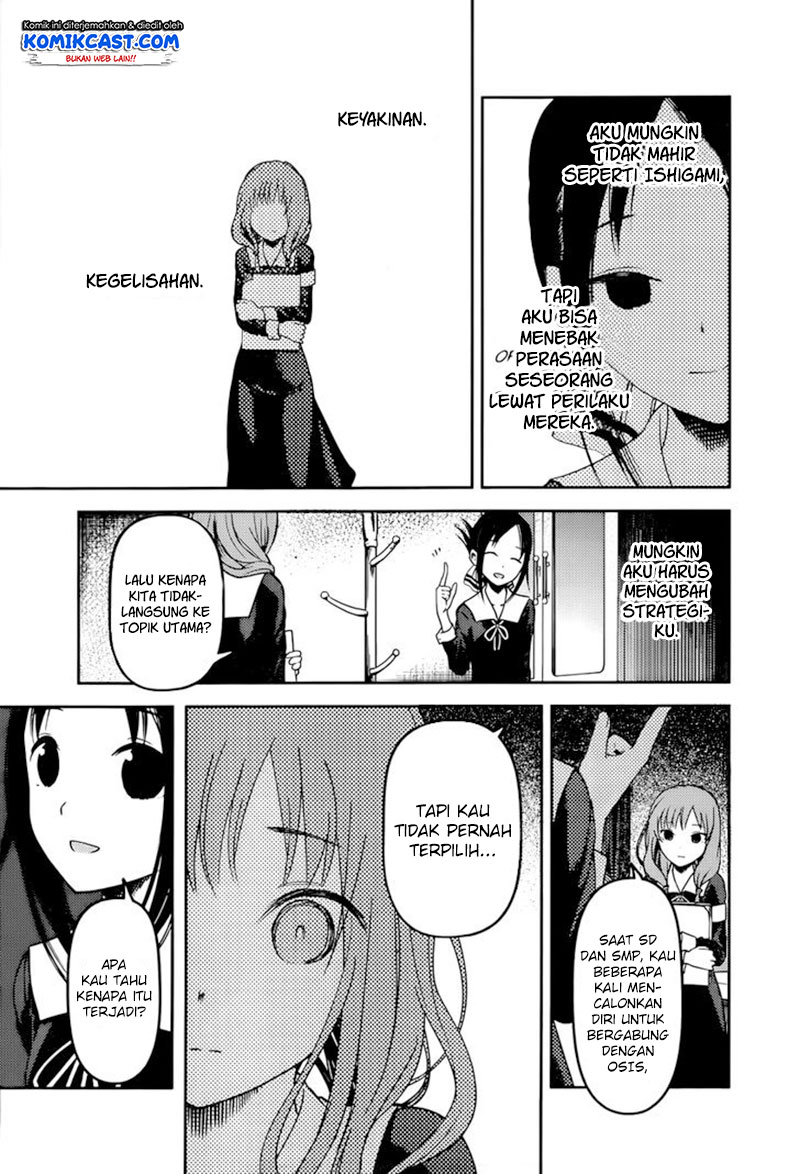 Komik ini diterjemahkan & diedit oleh
KOMIKCAST.COM
BUKAN WEB LAIN!!
AKU MUNGKIN
TIDAK MAHIR
SEPERTI ISHIGAMI,
TAPI
AKU BISA
MENEBAK
PERASAAN
SESEORANG
LEWAT PERILAKU
MEREKA.
KEYAKINAN.
KEGELISAHAN.
MUNGKIN
AKU HARUS
MENGUBAH
STRATEGI-
KU.
LALU KENAPA
KITA TIDAK-
LANGSUNG KE
TOPIK UTAMA?
SAAT SD
DAN SMP, KAU
BEBERAPA
KALI MEN-
CALONKAN
DIRI UNTUK
BERGABUNG
DENGAN
OSIS,
TAPI KAU
TIDAK PERNAH
TERPILIH...
APA
KAU TAHU
KENAPA ITU
TERJADI?